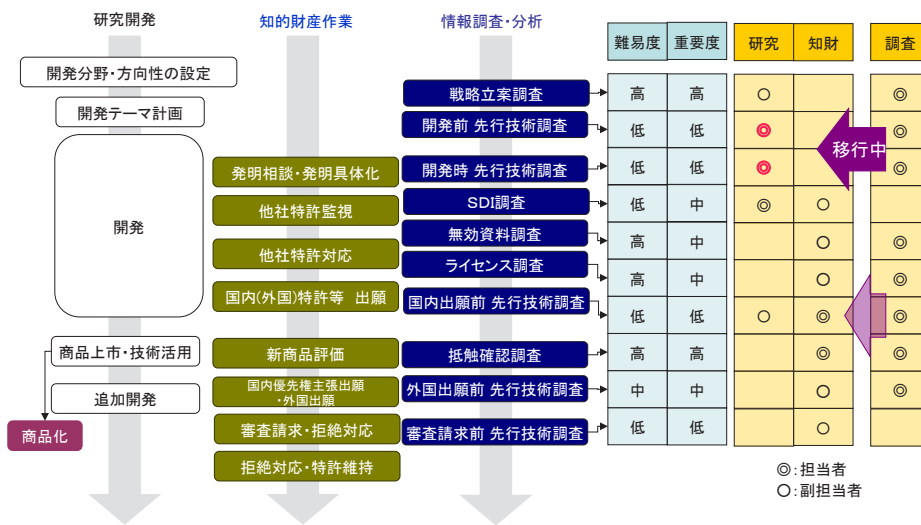 研究開発
知的財産作業
情報調査・分析
難易度
重要度
研究
知財
調査
開発分野・方向性の設定
開発テーマ計画
開発
商品上市・技術活用
追加開発
商品化
発明相談・発明具体化
他社特許監視
他社特許対応
国内(外国)特許等 出願
新商品評価
国内優先権主張出願
・外国出願
審査請求・拒絶対応
拒絶対応・特許維持
戦略立案調査 高 高 ○ ◎
開発前 先行技術調査 低 低 ◎ ◎
開発時 先行技術調査 低 低 ◎ ◎
SDI調査 低 中 ◎ ○
無効資料調査 高 中 ○ ◎
ライセンス調査 高 中 ○ ◎
国内出願前 先行技術調査 低 低 ○ ◎ ◎
抵触確認調査 高 高 ◎ ◎
外国出願前 先行技術調査 中 中 ○ ◎
審査請求前 先行技術調査 低 低 ○
移行中
◎:担当者
○:副担当者